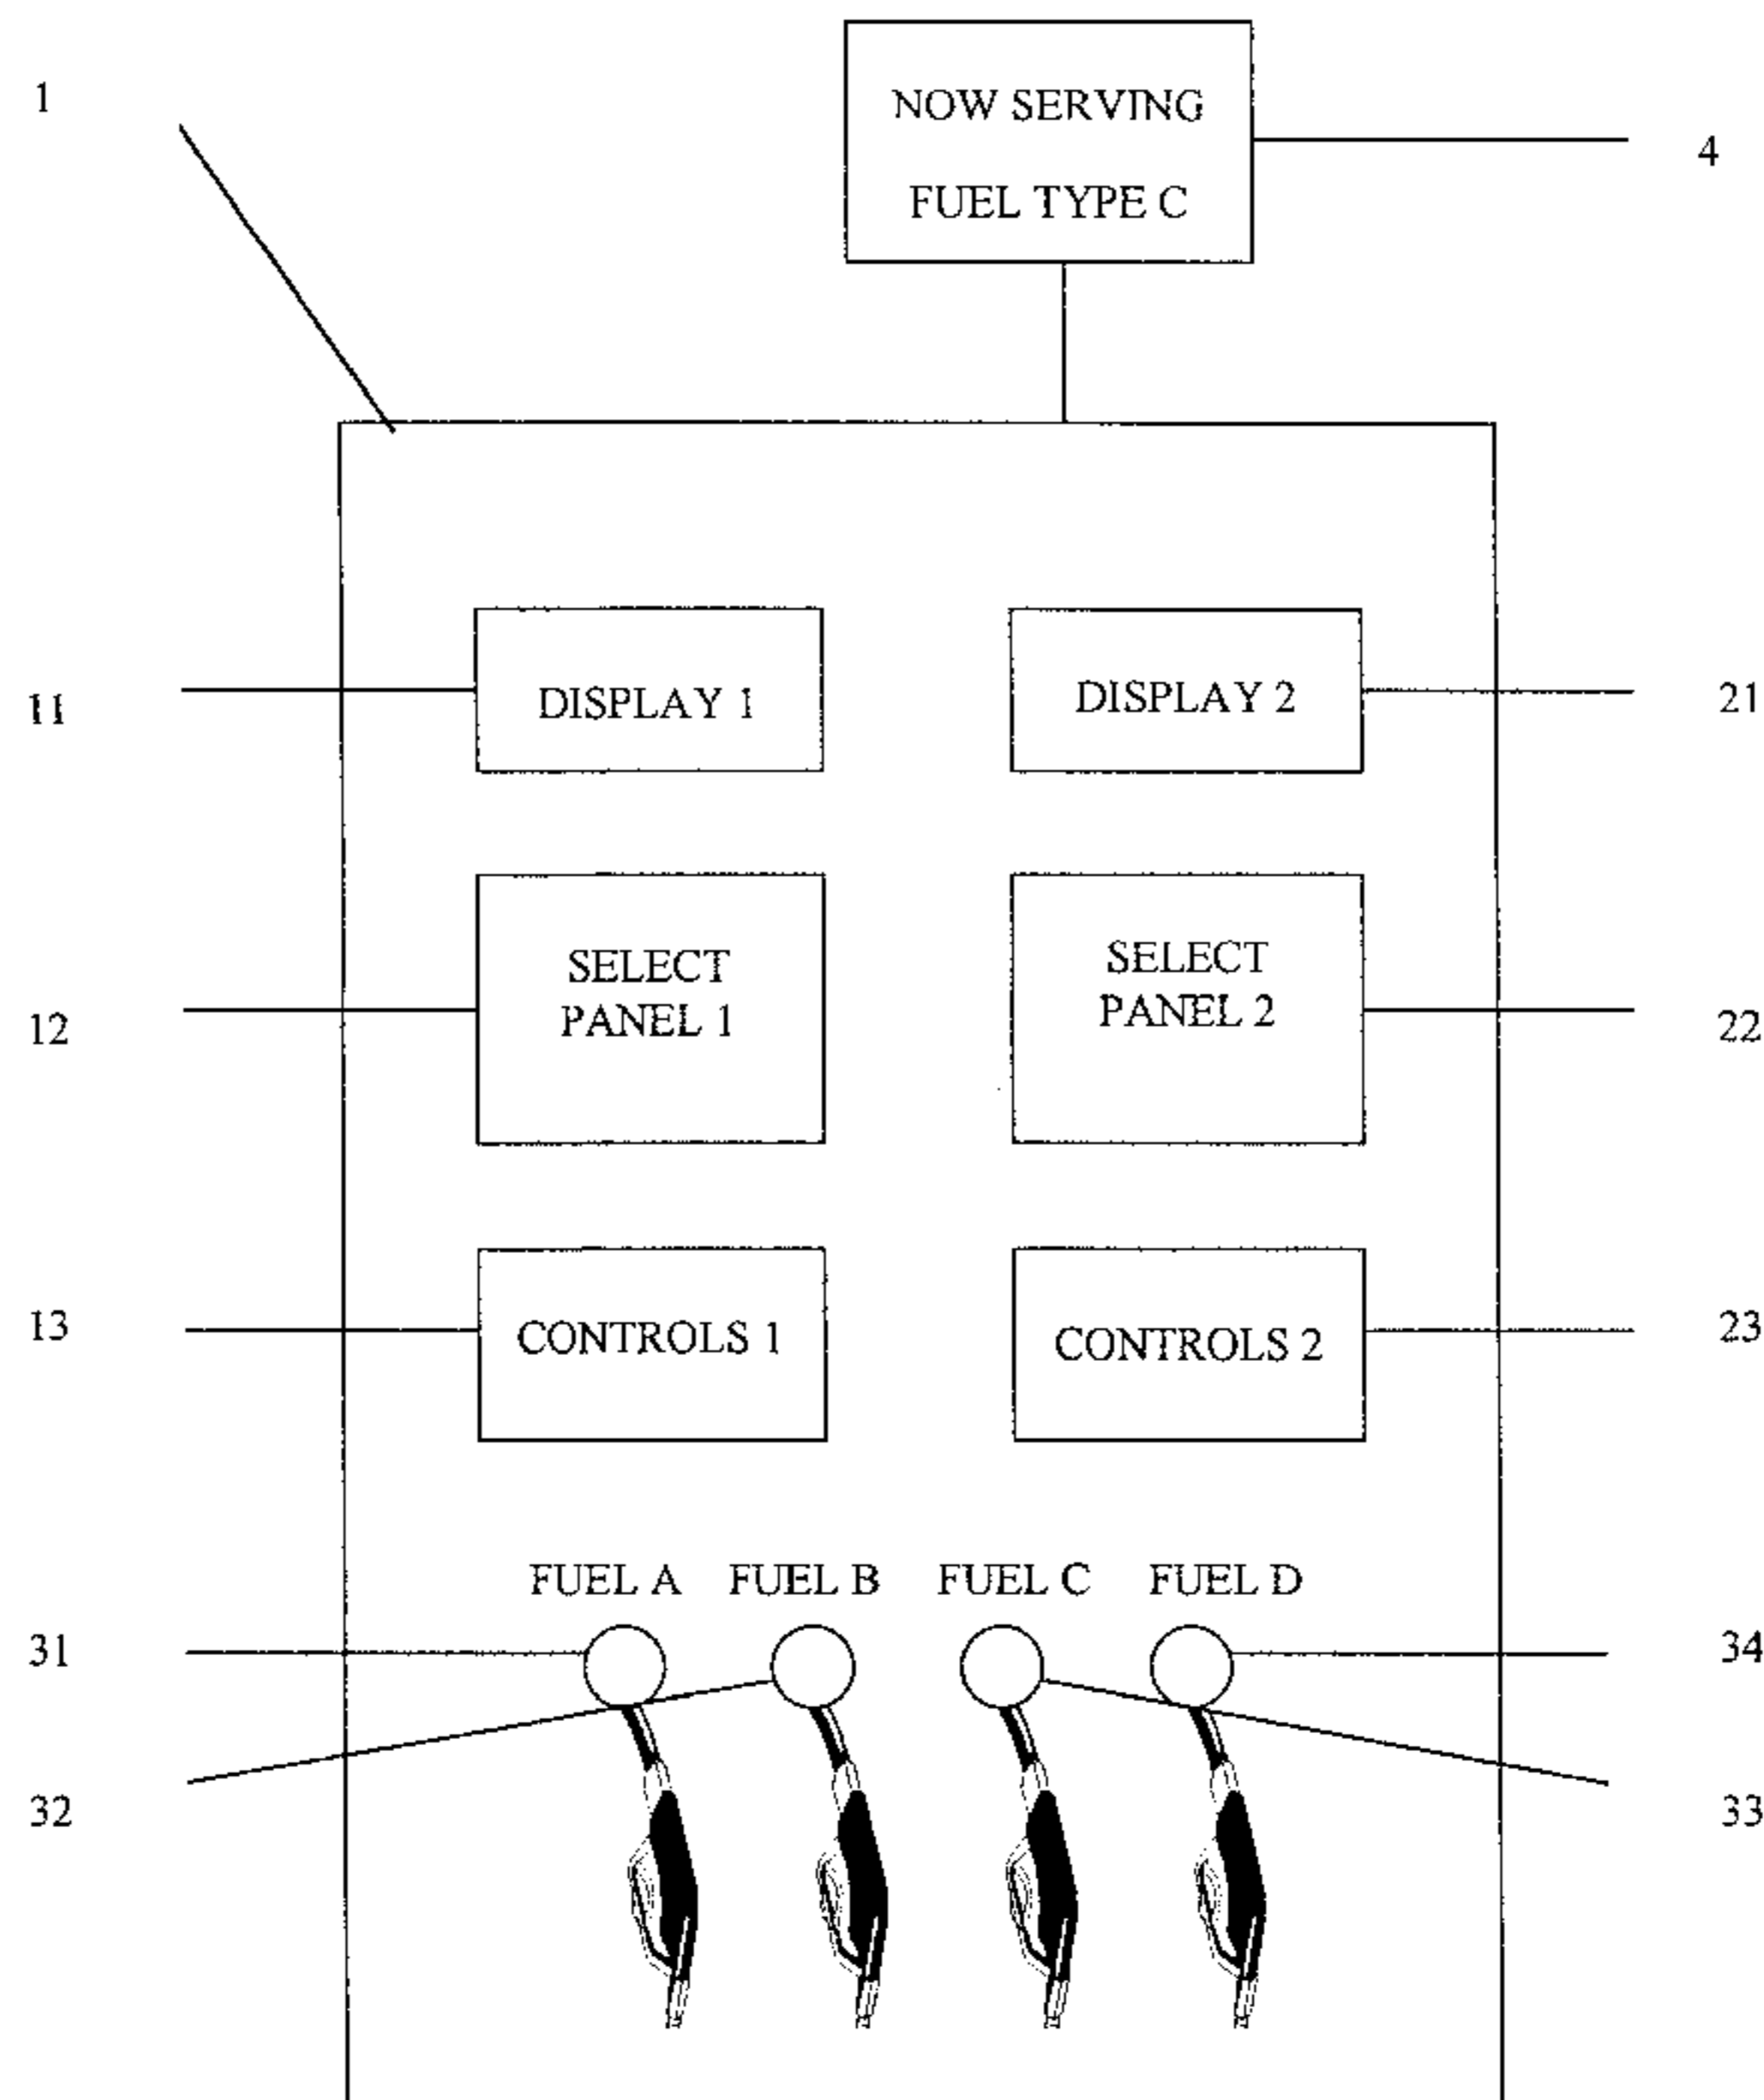 1
NOW SERVING
FUEL TYPE C
4
11
DISPLAY 1
DISPLAY 2
21
12
SELECT
PANEL 1
SELECT
PANEL 2
22
13
CONTROLS 1
CONTROLS 2
23
FUEL A
FUEL B
FUEL C
FUEL D
31
34
32
33